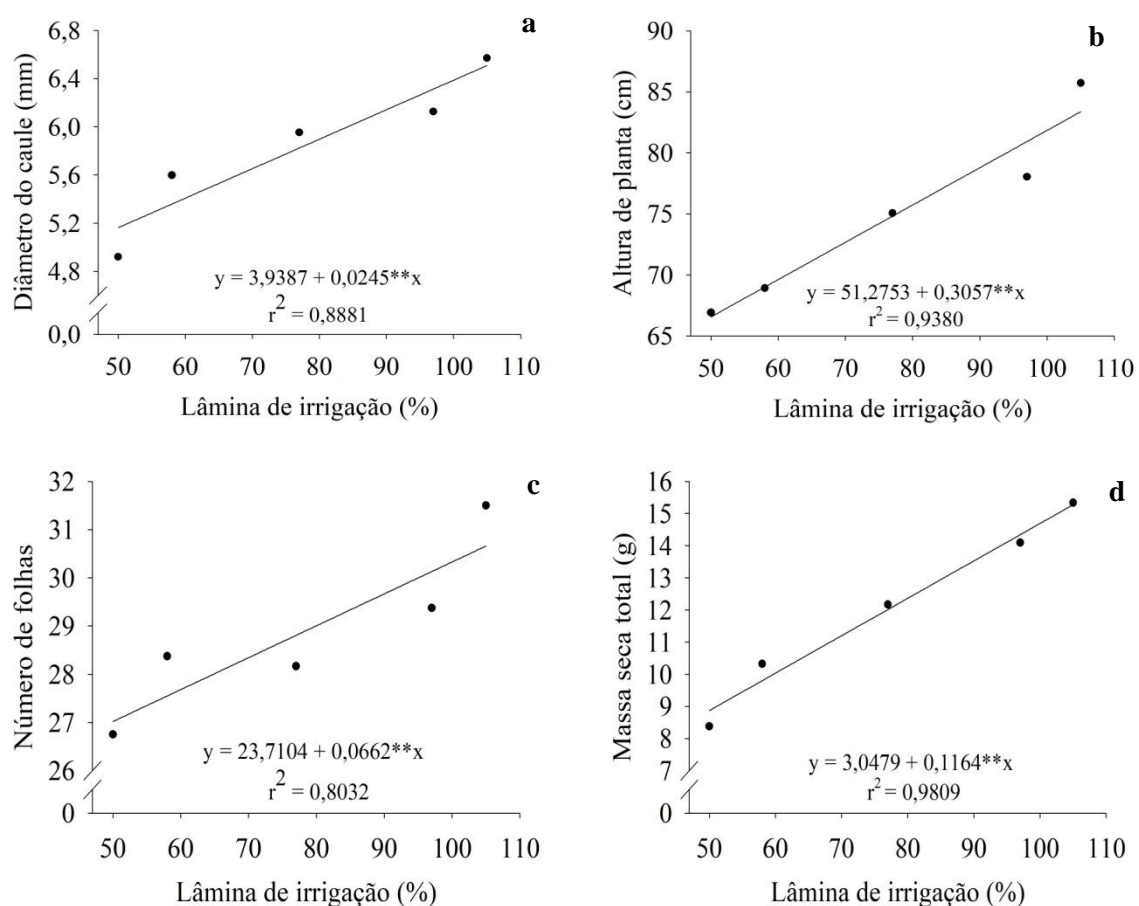 a
Diâmetro do caule (mm)
6,8
6,4
6,0
5,6
5,2
4,8
0,0
y = 3,9387 + 0,0245**x
r² = 0,8881
50 60 70 80 90 100 110
Lâmina de irrigação (%)
b
Altura de planta (cm)
90
85
80
75
70
65
y = 51,2753 + 0,3057**x
r² = 0,9380
50 60 70 80 90 100 110
Lâmina de irrigação (%)
c
Número de folhas
32
31
30
29
28
27
26
0
y = 23,7104 + 0,0662**x
r² = 0,8032
50 60 70 80 90 100 110
Lâmina de irrigação (%)
d
Massa seca total (g)
16
15
14
13
12
11
10
9
8
7
0
y = 3,0479 + 0,1164**x
r² = 0,9809
50 60 70 80 90 100 110
Lâmina de irrigação (%)